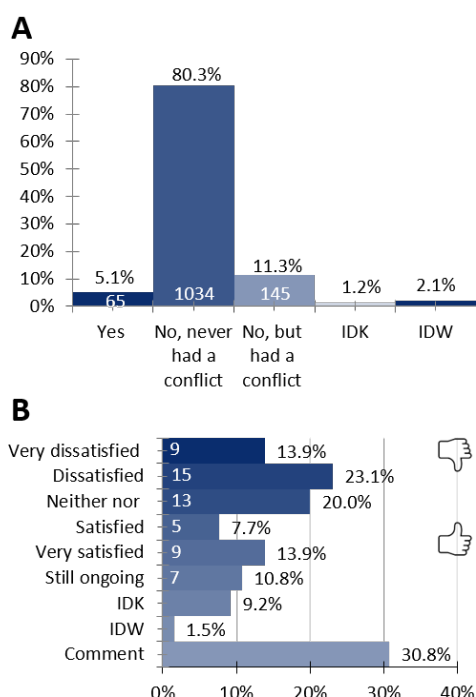 A
90%
80%
70%
60%
50%
40%
30%
20%
10%
0%
5.1%
80.3%
11.3%
1.2%
2.1%
65
1034
145
Yes
No, never
had a
conflict
No, but
had a
conflict
IDK
IDW
B
Very dissatisfied 9 13.9%
Dissatisfied 15 23.1%
Neither nor 13 20.0%
Satisfied 5 7.7%
Very satisfied 9 13.9%
Still ongoing 7 10.8%
IDK 9.2%
IDW 1.5%
Comment 30.8%
0% 10% 20% 30% 40%